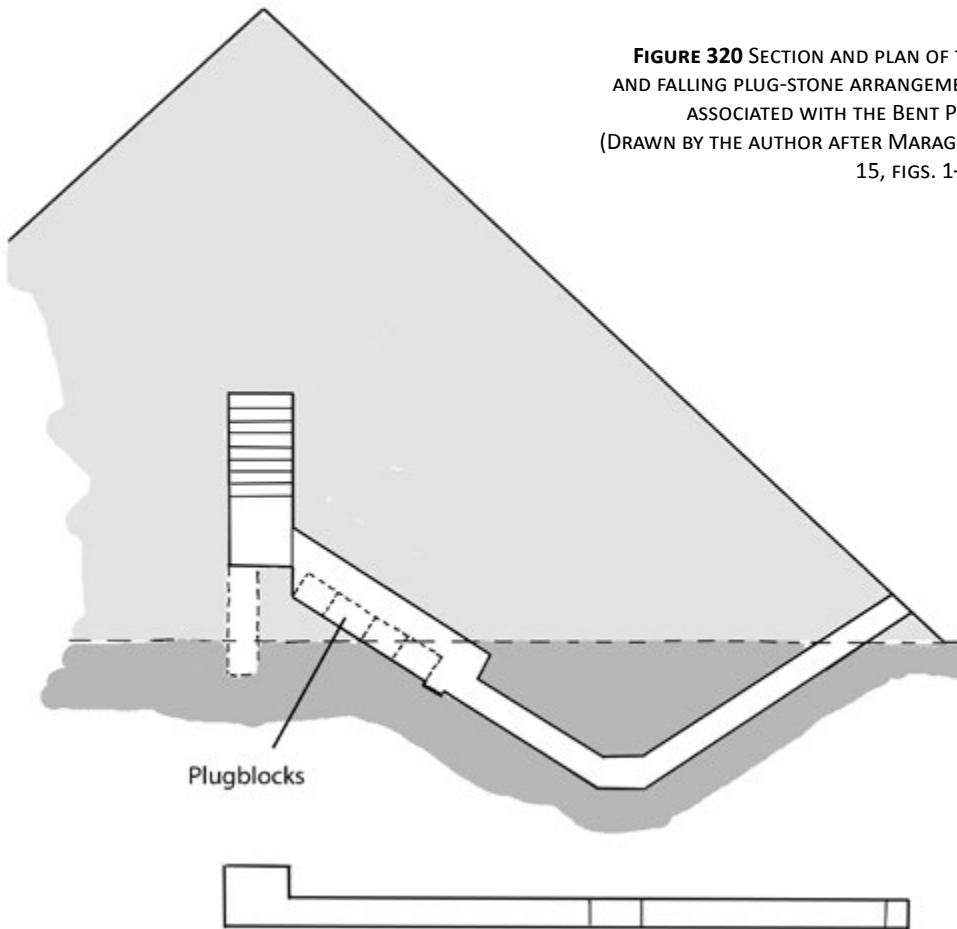 FIGURE 320 SECTION AND PLAN OF T
AND FALLING PLUG-STONE ARRANGEME
ASSOCIATED WITH THE BENT P
(DRAWN BY THE AUTHOR AFTER MARAG
15, FIGS. 1-
Plugblocks